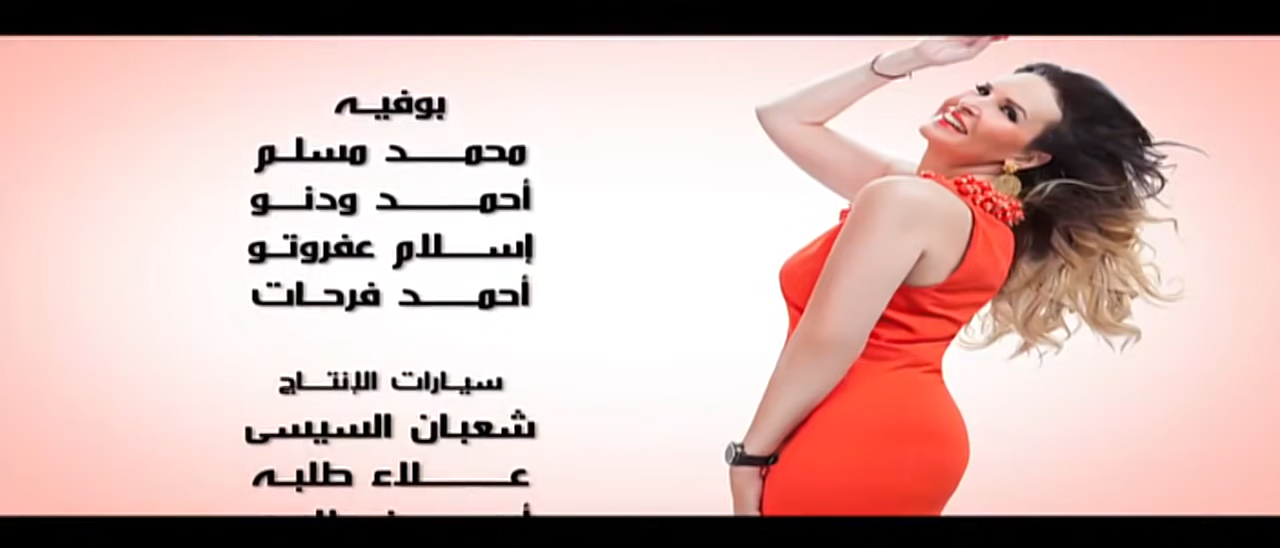 بوفيه
محمد مسلم
أحمد ودنو
إسلام عفروتو
أحمد فرحات
سيارات الإنتاج
شعبان السيسى
علاء طلبه